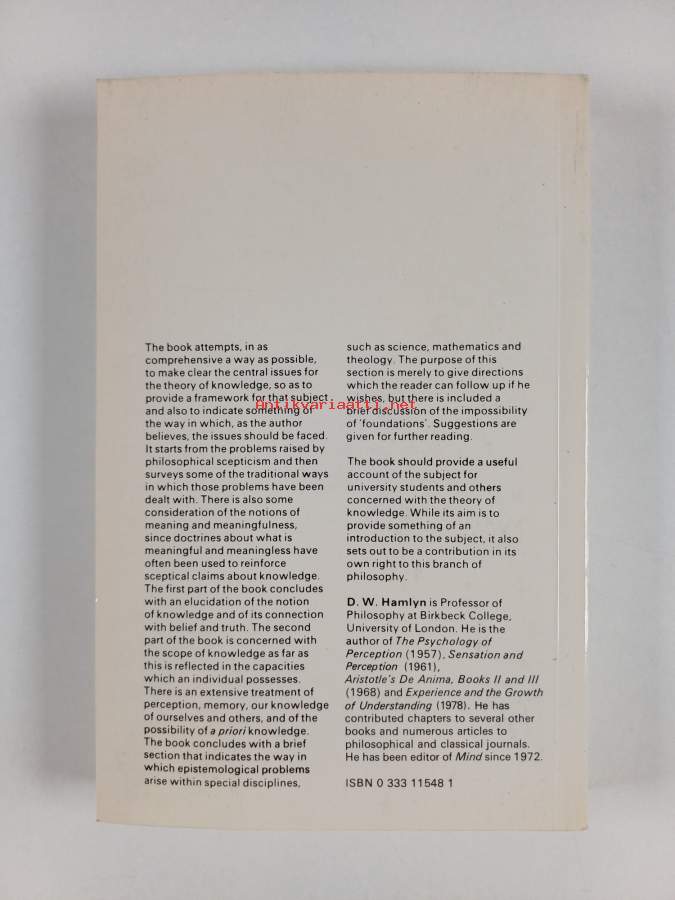 The book attempts, in as
comprehensive a way as possible,
to make clear the central issues for
the theory of knowledge, so as to
provide a framework for that subject
and also to indicate something of
the way in which, as the author
believes, the issues should be faced.
It starts from the problems raised by
philosophical scepticism and then
surveys some of the traditional ways
in which those problems have been
dealt with. There is also some
consideration of the notions of
meaning and meaningfulness,
since doctrines about what is
meaningful and meaningless have
often been used to reinforce
sceptical claims about knowledge.
The first part of the book concludes
with an elucidation of the notion
of knowledge and of its connection
with belief and truth. The second
part of the book is concerned with
the scope of knowledge as far as
this is reflected in the capacities
which an individual possesses.
There is an extensive treatment of
perception, memory, our knowledge
of ourselves and others, and of the
possibility of a priori knowledge.
The book concludes with a brief
section that indicates the way in
which epistemological problems
arise within special disciplines,
such as science, mathematics and
theology. The purpose of this
section is merely to give directions
which the reader can follow up if he
wishes, but there is included a
brief discussion of the impossibility
of 'foundations'. Suggestions are
given for further reading.
The book should provide a useful
account of the subject for
university students and others
concerned with the theory of
knowledge. While its aim is to
provide something of an
introduction to the subject, it also
sets out to be a contribution in its
own right to this branch of
philosophy.
D. W. Hamlyn is Professor of
Philosophy at Birkbeck College,
University of London. He is the
author of The Psychology of
Perception (1957), Sensation and
Perception (1961),
Aristotle's De Anima, Books II and III
(1968) and Experience and the Growth
of Understanding (1978). He has
contributed chapters to several other
books and numerous articles to
philosophical and classical journals.
He has been editor of Mind since 1972.
ISBN 0 333 11548 1
Antikvariaatti.net